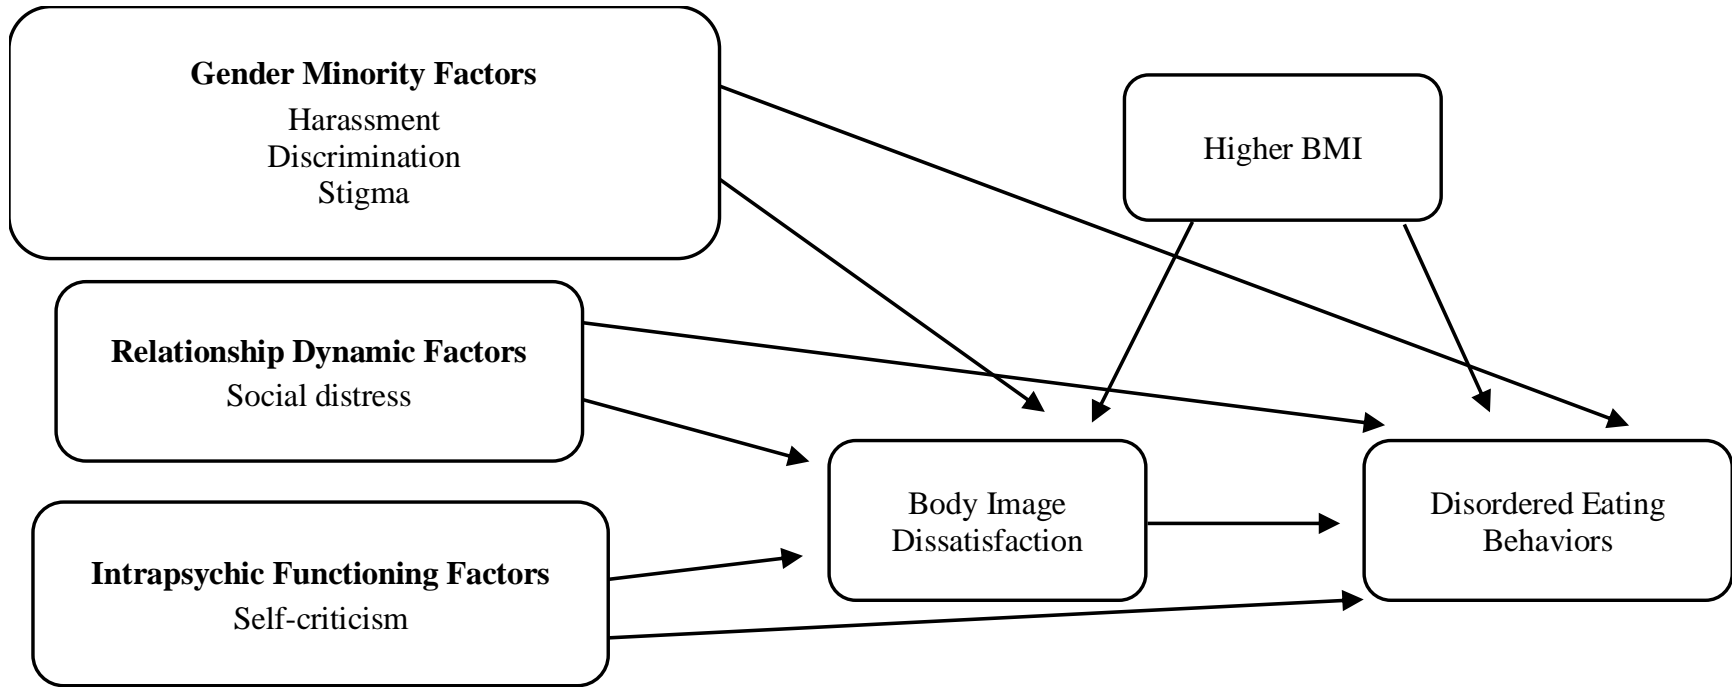 Gender Minority Factors
Harassment
Discrimination
Stigma
Higher BMI
Relationship Dynamic Factors
Social distress
Body Image
Dissatisfaction
Disordered Eating
Behaviors
Intrapsychic Functioning Factors
Self-criticism